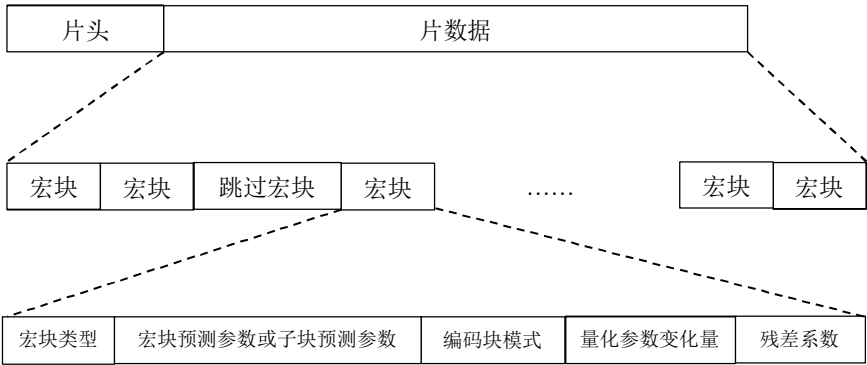 片头 片数据
宏块 宏块 跳过宏块 宏块 …… 宏块 宏块
宏块类型 宏块预测参数或子块预测参数 编码块模式 量化参数变化量 残差系数